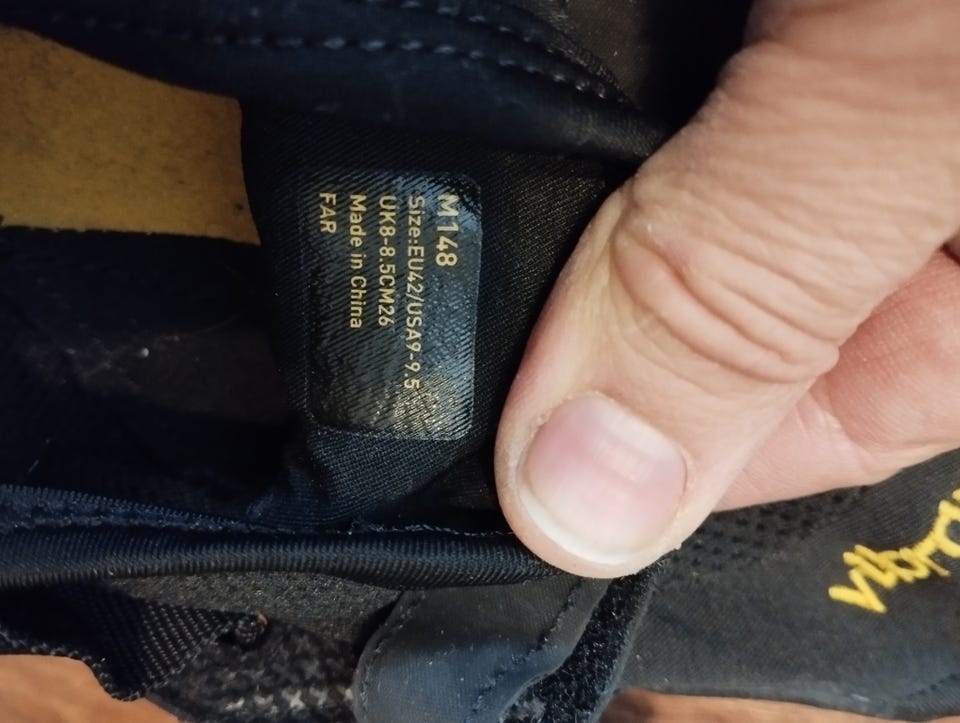 M148
Size:EU42/USA9-9.5
UK8-8.5CM26
Made in China
FAR